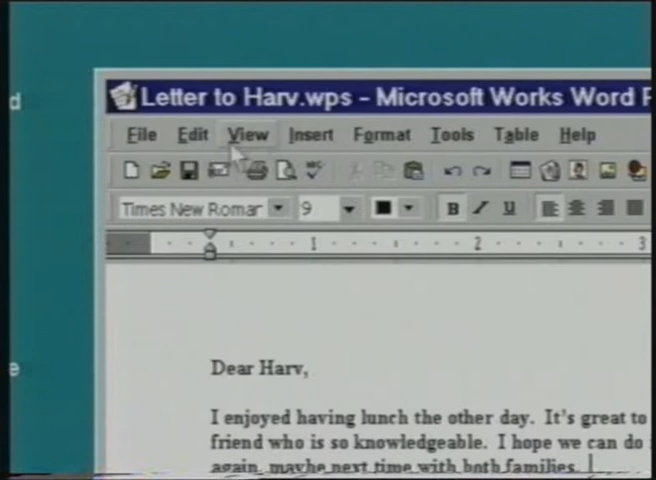 Letter to Harv.wps - Microsoft Works Word
File Edit View Insert Format Tools Table Help
Times New Roman 9 B I U
1 2 3
Dear Harv,
I enjoyed having lunch the other day. It's great to
friend who is so knowledgeable. I hope we can do
again, maybe next time with both families.